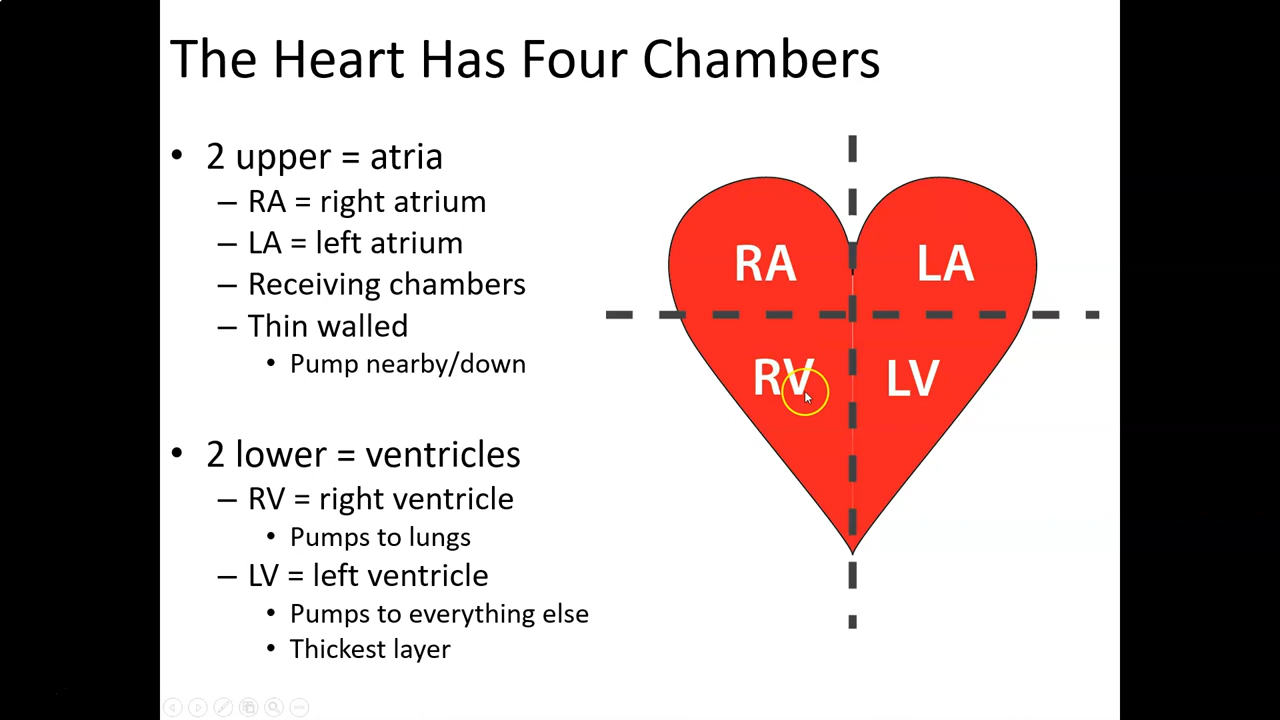 The Heart Has Four Chambers
• 2 upper = atria
– RA = right atrium
– LA = left atrium
– Receiving chambers
– Thin walled
• Pump nearby/down
• 2 lower = ventricles
– RV = right ventricle
• Pumps to lungs
– LV = left ventricle
• Pumps to everything else
• Thickest layer
RA LA
RV LV